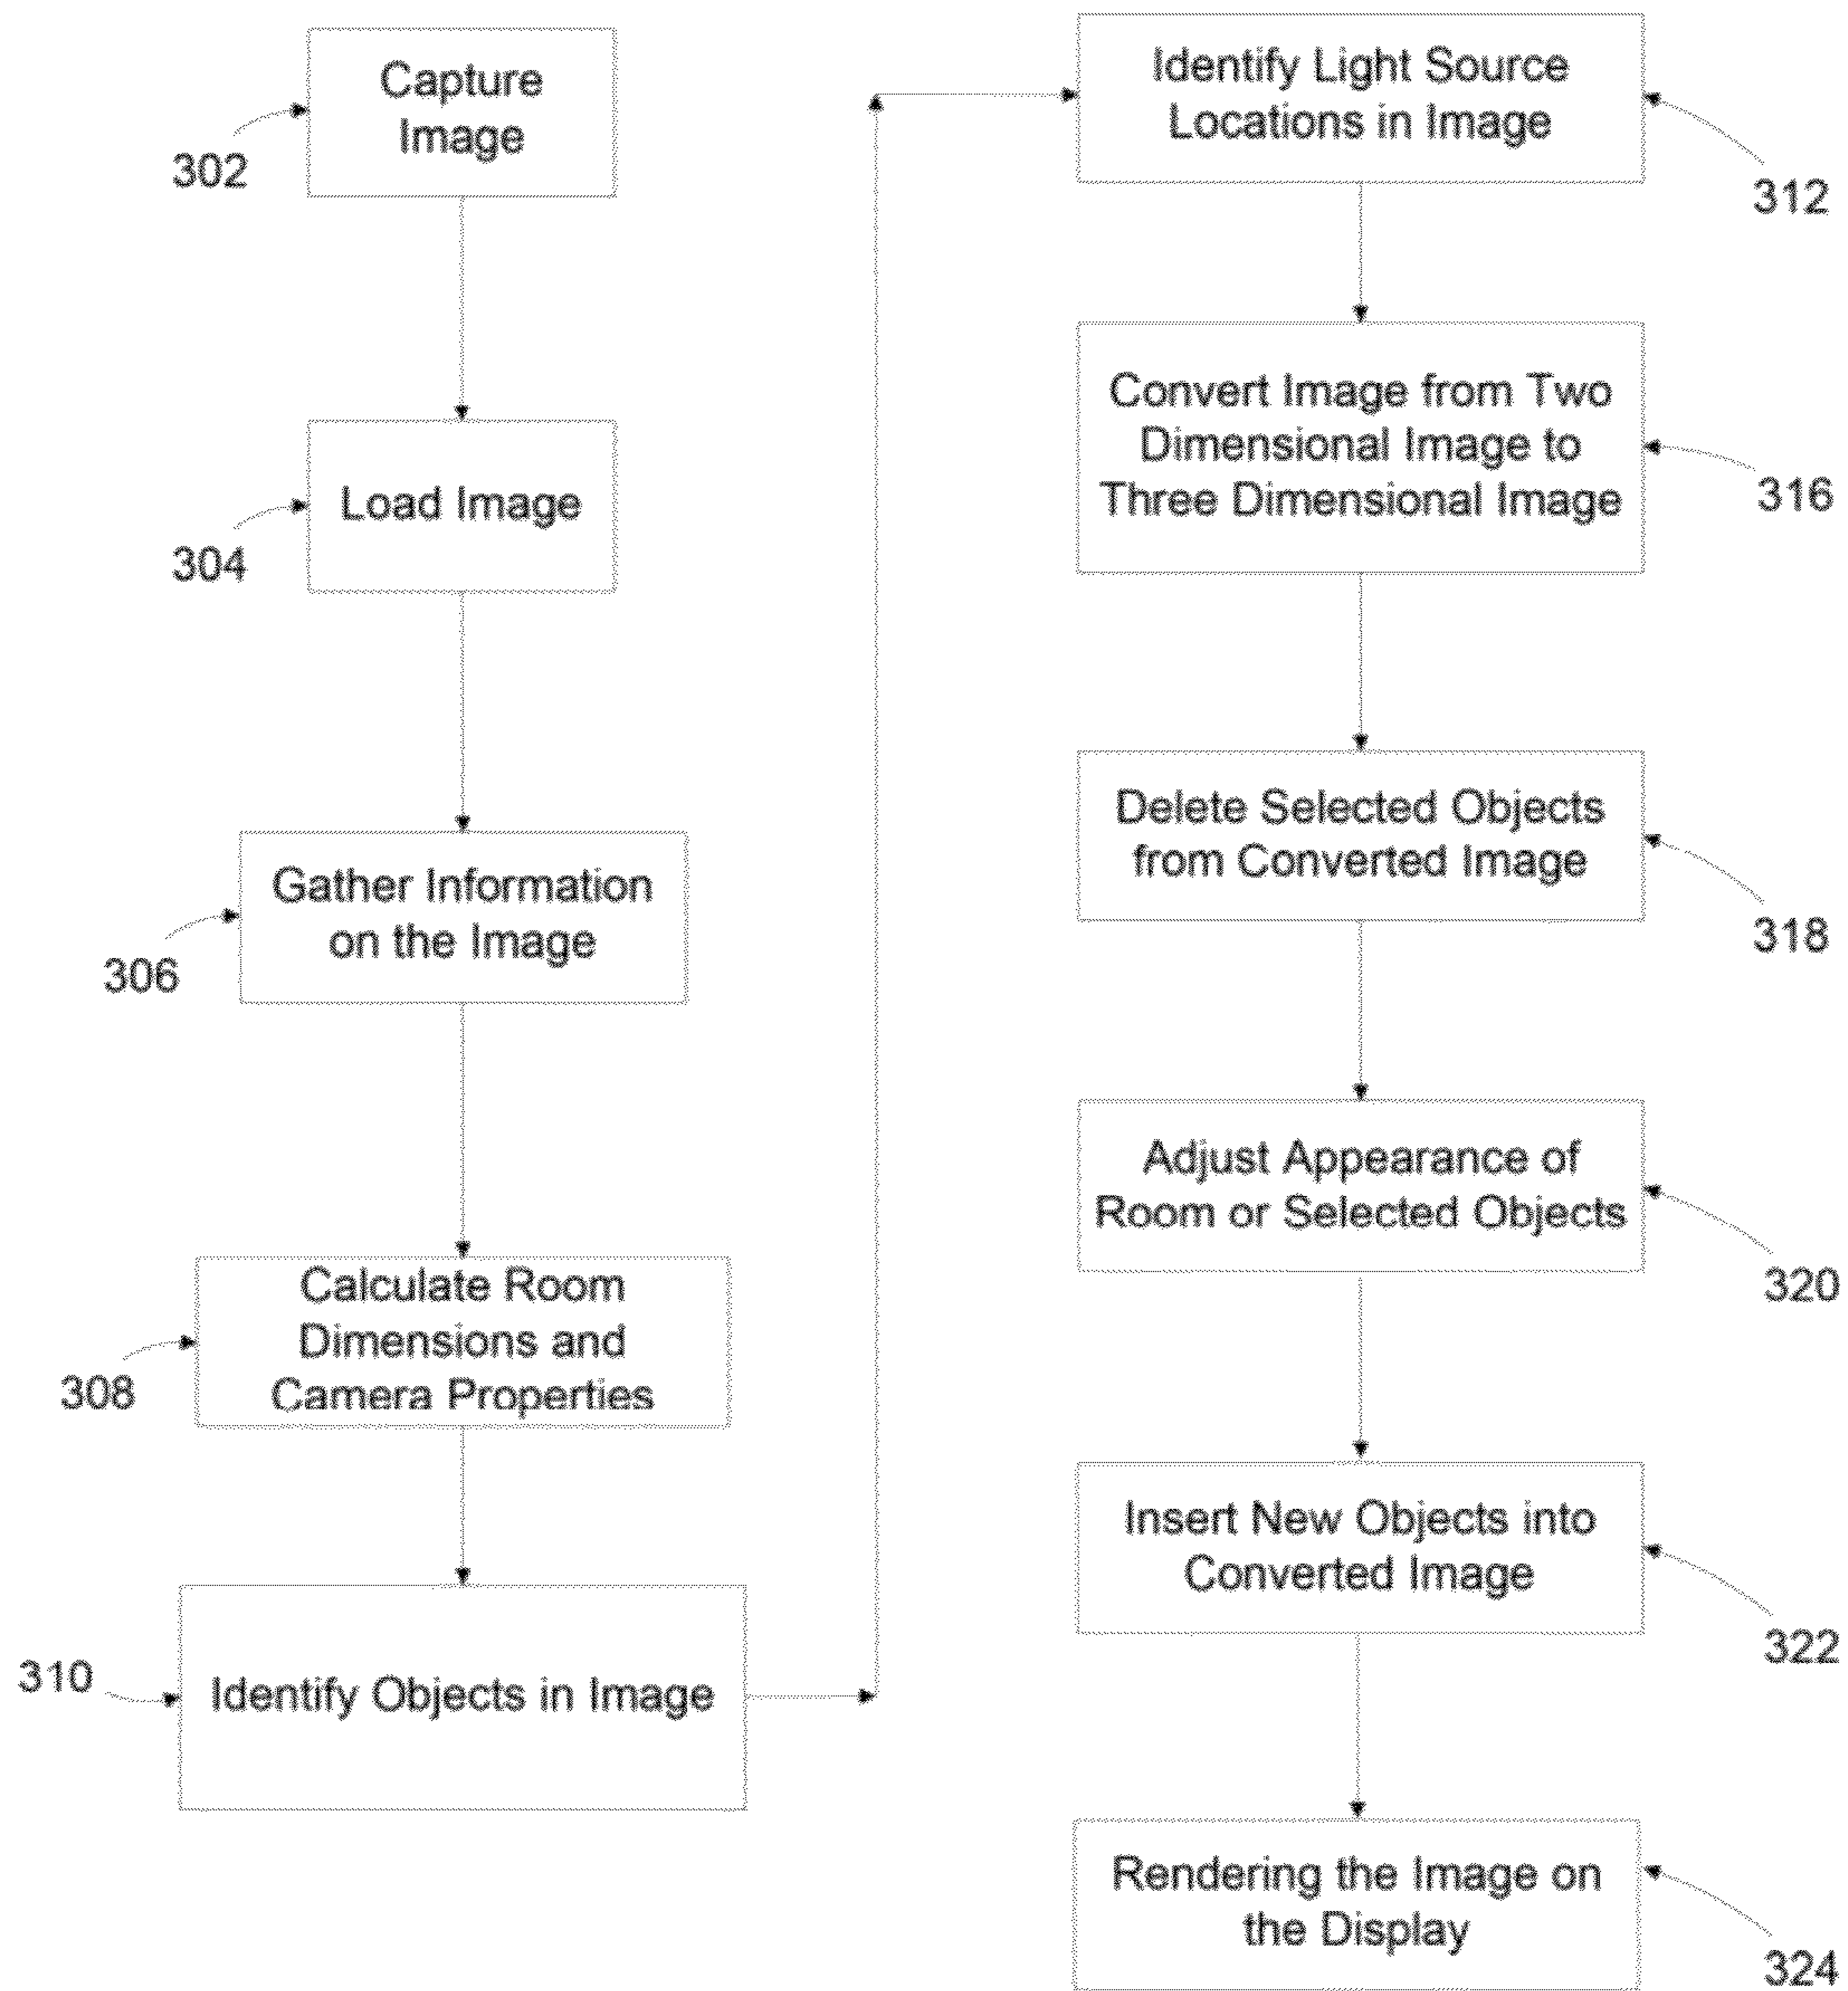 Capture
Image
302
Load Image
304
Gather Information
on the Image
306
Calculate Room
Dimensions and
Camera Properties
308
Identify Objects in Image
310
Identify Light Source
Locations in Image
312
Convert Image from Two
Dimensional Image to
Three Dimensional Image
316
Delete Selected Objects
from Converted Image
318
Adjust Appearance of
Room or Selected Objects
320
Insert New Objects into
Converted Image
322
Rendering the Image on
the Display
324